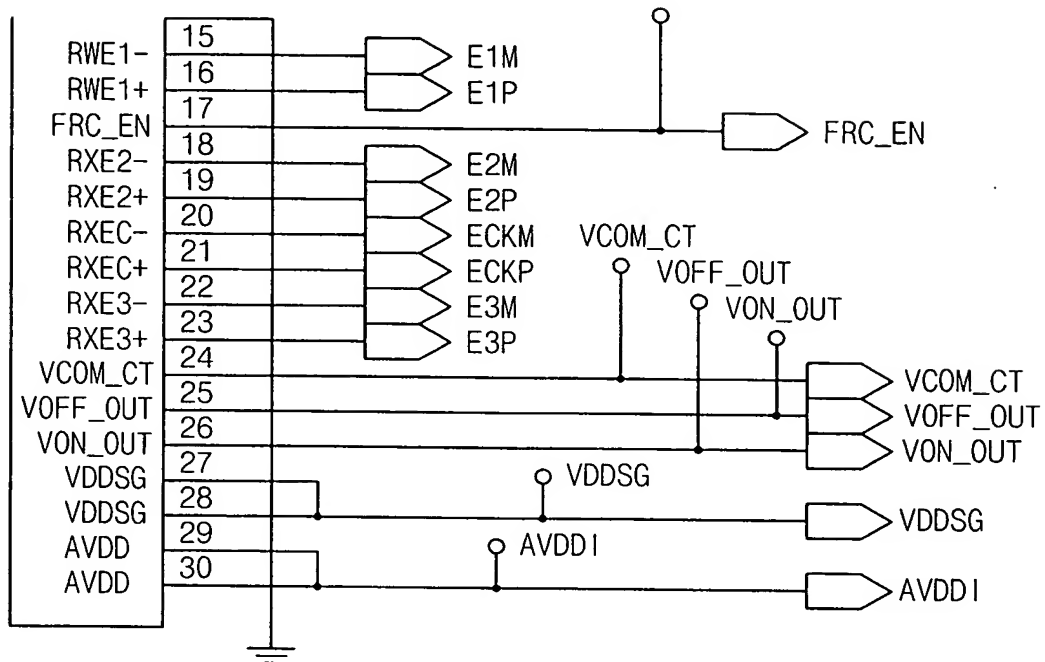 RWE1- 15 E1M
RWE1+ 16 E1P
FRC_EN 17 FRC_EN
RXE2- 18 E2M
RXE2+ 19 E2P
RXEC- 20 ECKM VCOM_CT
RXEC+ 21 ECKP VOFF_OUT
RXE3- 22 E3M VON_OUT
RXE3+ 23 E3P
VCOM_CT 24 VCOM_CT
VOFF_OUT 25 VOFF_OUT
VON_OUT 26 VON_OUT
VDDSG 27 VDDSG
VDDSG 28 VDDSG
AVDD 29 AVDDI
AVDD 30 AVDDI